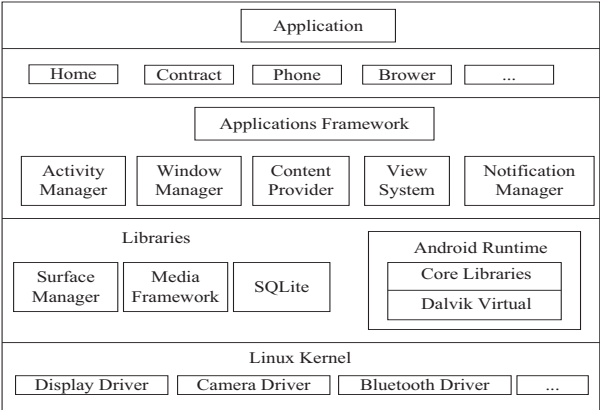 Application
Home
Contract
Phone
Brower
...
Applications Framework
Activity
Manager
Window
Manager
Content
Provider
View
System
Notification
Manager
Libraries
Surface
Manager
Media
Framework
SQLite
Android Runtime
Core Libraries
Dalvik Virtual
Linux Kernel
Display Driver
Camera Driver
Bluetooth Driver
...